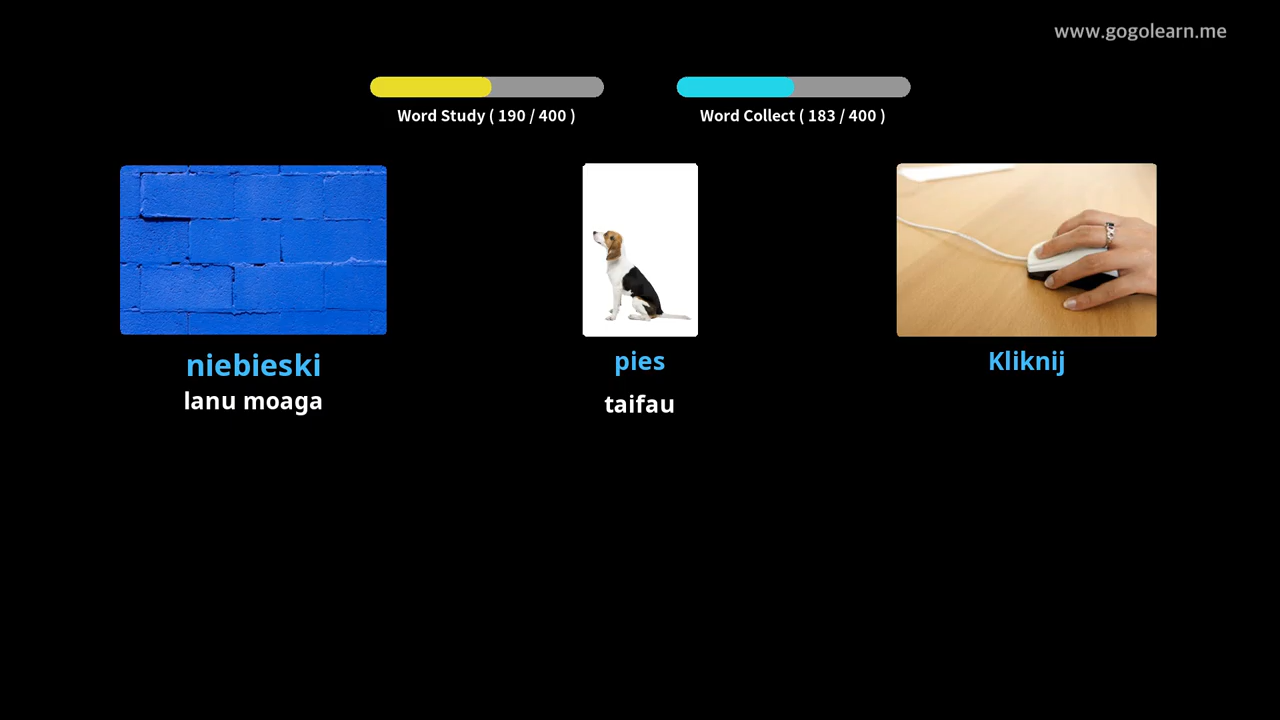 www.gogolearn.me
Word Study ( 190 / 400 )
Word Collect ( 183 / 400 )
niebieski
lanu moaga
pies
taifau
Kliknij